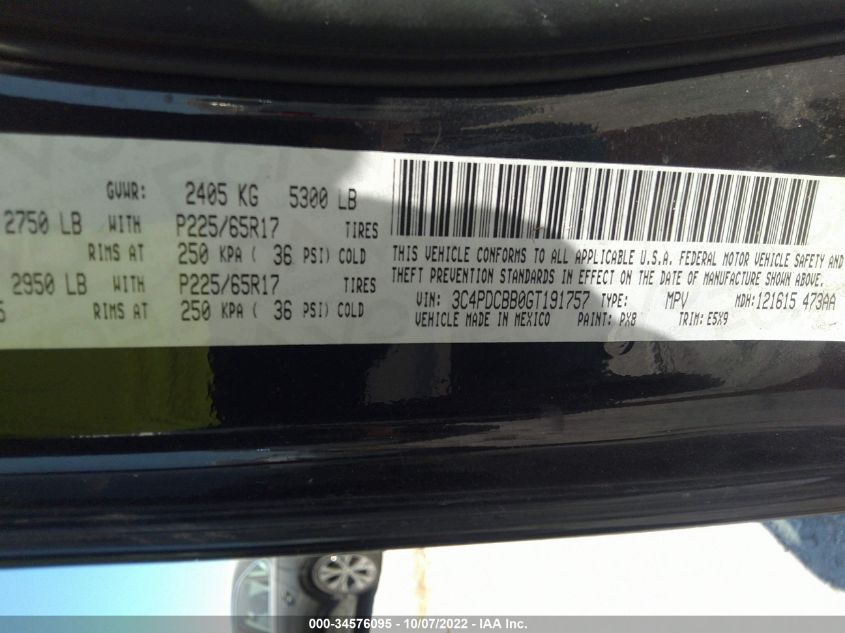 GVWR: 2405 KG 5300 LB
2750 LB WITH P225/65R17 TIRES
RIMS AT 250 KPA ( 36 PSI) COLD
2950 LB WITH P225/65R17 TIRES
RIMS AT 250 KPA ( 36 PSI) COLD
THIS VEHICLE CONFORMS TO ALL APPLICABLE U.S.A. FEDERAL MOTOR VEHICLE SAFETY AND
THEFT PREVENTION STANDARDS IN EFFECT ON THE DATE OF MANUFACTURE SHOWN ABOVE.
VIN: 3C4PDCBB0GT191757 TYPE: MPV MDH:121615 473AA
VEHICLE MADE IN MEXICO PAINT: PX8 TRIM: E5X9
000-34576095 - 10/07/2022 - IAA Inc.